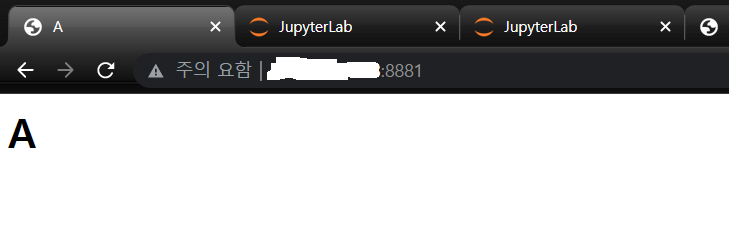 A JupyterLab JupyterLab
주의 요함 | :8881
A